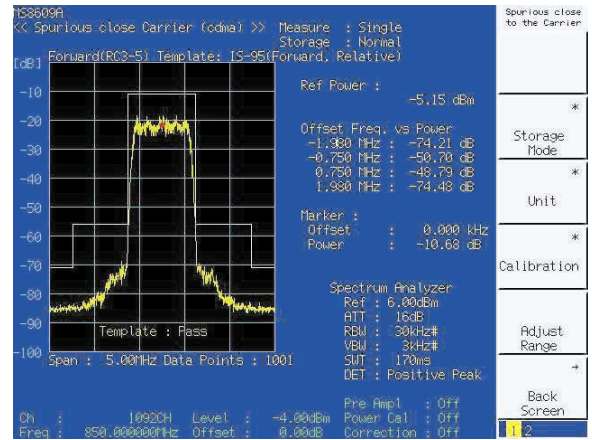 MS8609A
<< Spurious close Carrier (cdma) >> Measure : Single
Storage : Normal
Forward(RC3-5) Template: IS-95(Forward, Relative)
[dB]
-10
-20
-30
-40
-50
-60
-70
-80
-90
-100
Template : Pass
Span : 5.00MHz Data Points : 1001
Ref Power :
-5.15 dBm
Offset Freq. vs Power
-1.980 MHz : -74.21 dB
-0.750 MHz : -50.70 dB
0.750 MHz : -48.79 dB
1.980 MHz : -74.48 dB
Marker :
Offset : 0.000 kHz
Power : -10.68 dB
Spectrum Analyzer
Ref : 6.00dBm
ATT : 16dB
RBW : 30kHz#
VBW : 3kHz#
SWT : 170ms
DET : Positive Peak
Ch : 1092CH Level : -4.00dBm
Freq : 850.000000MHz Offset : 0.00dB
Pre Ampl : Off
Power Cal : Off
Correction : Off
Spurious close
to the Carrier
*
Storage
Mode
*
Unit
*
Calibration
Adjust
Range
→
Back
Screen
1 2